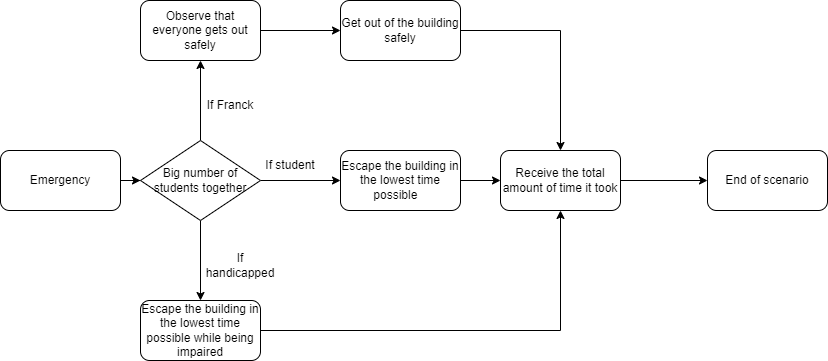 Observe that
everyone gets out
safely
Get out of the building
safely
If Franck
Emergency
Big number of
students together
If student
Escape the building in
the lowest time
possible
Receive the total
amount of time it took
End of scenario
If
handicapped
Escape the building in
the lowest time
possible while being
impaired